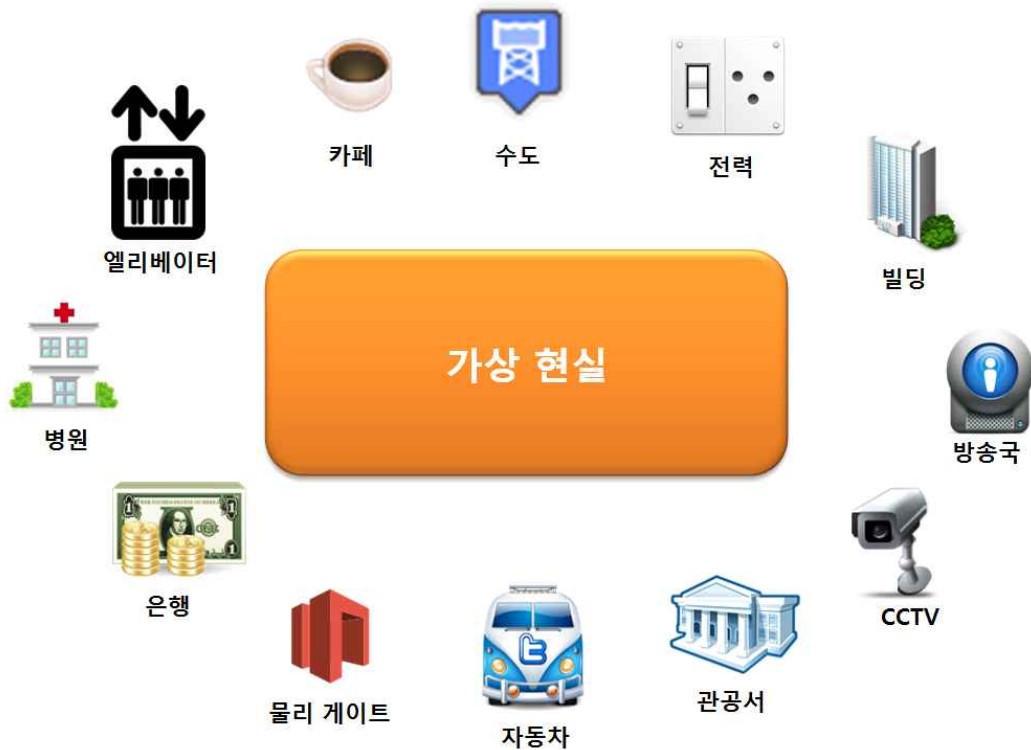 카페
수도
전력
엘리베이터
빌딩
가상 현실
병원
방송국
은행
CCTV
물리 게이트
관공서
자동차